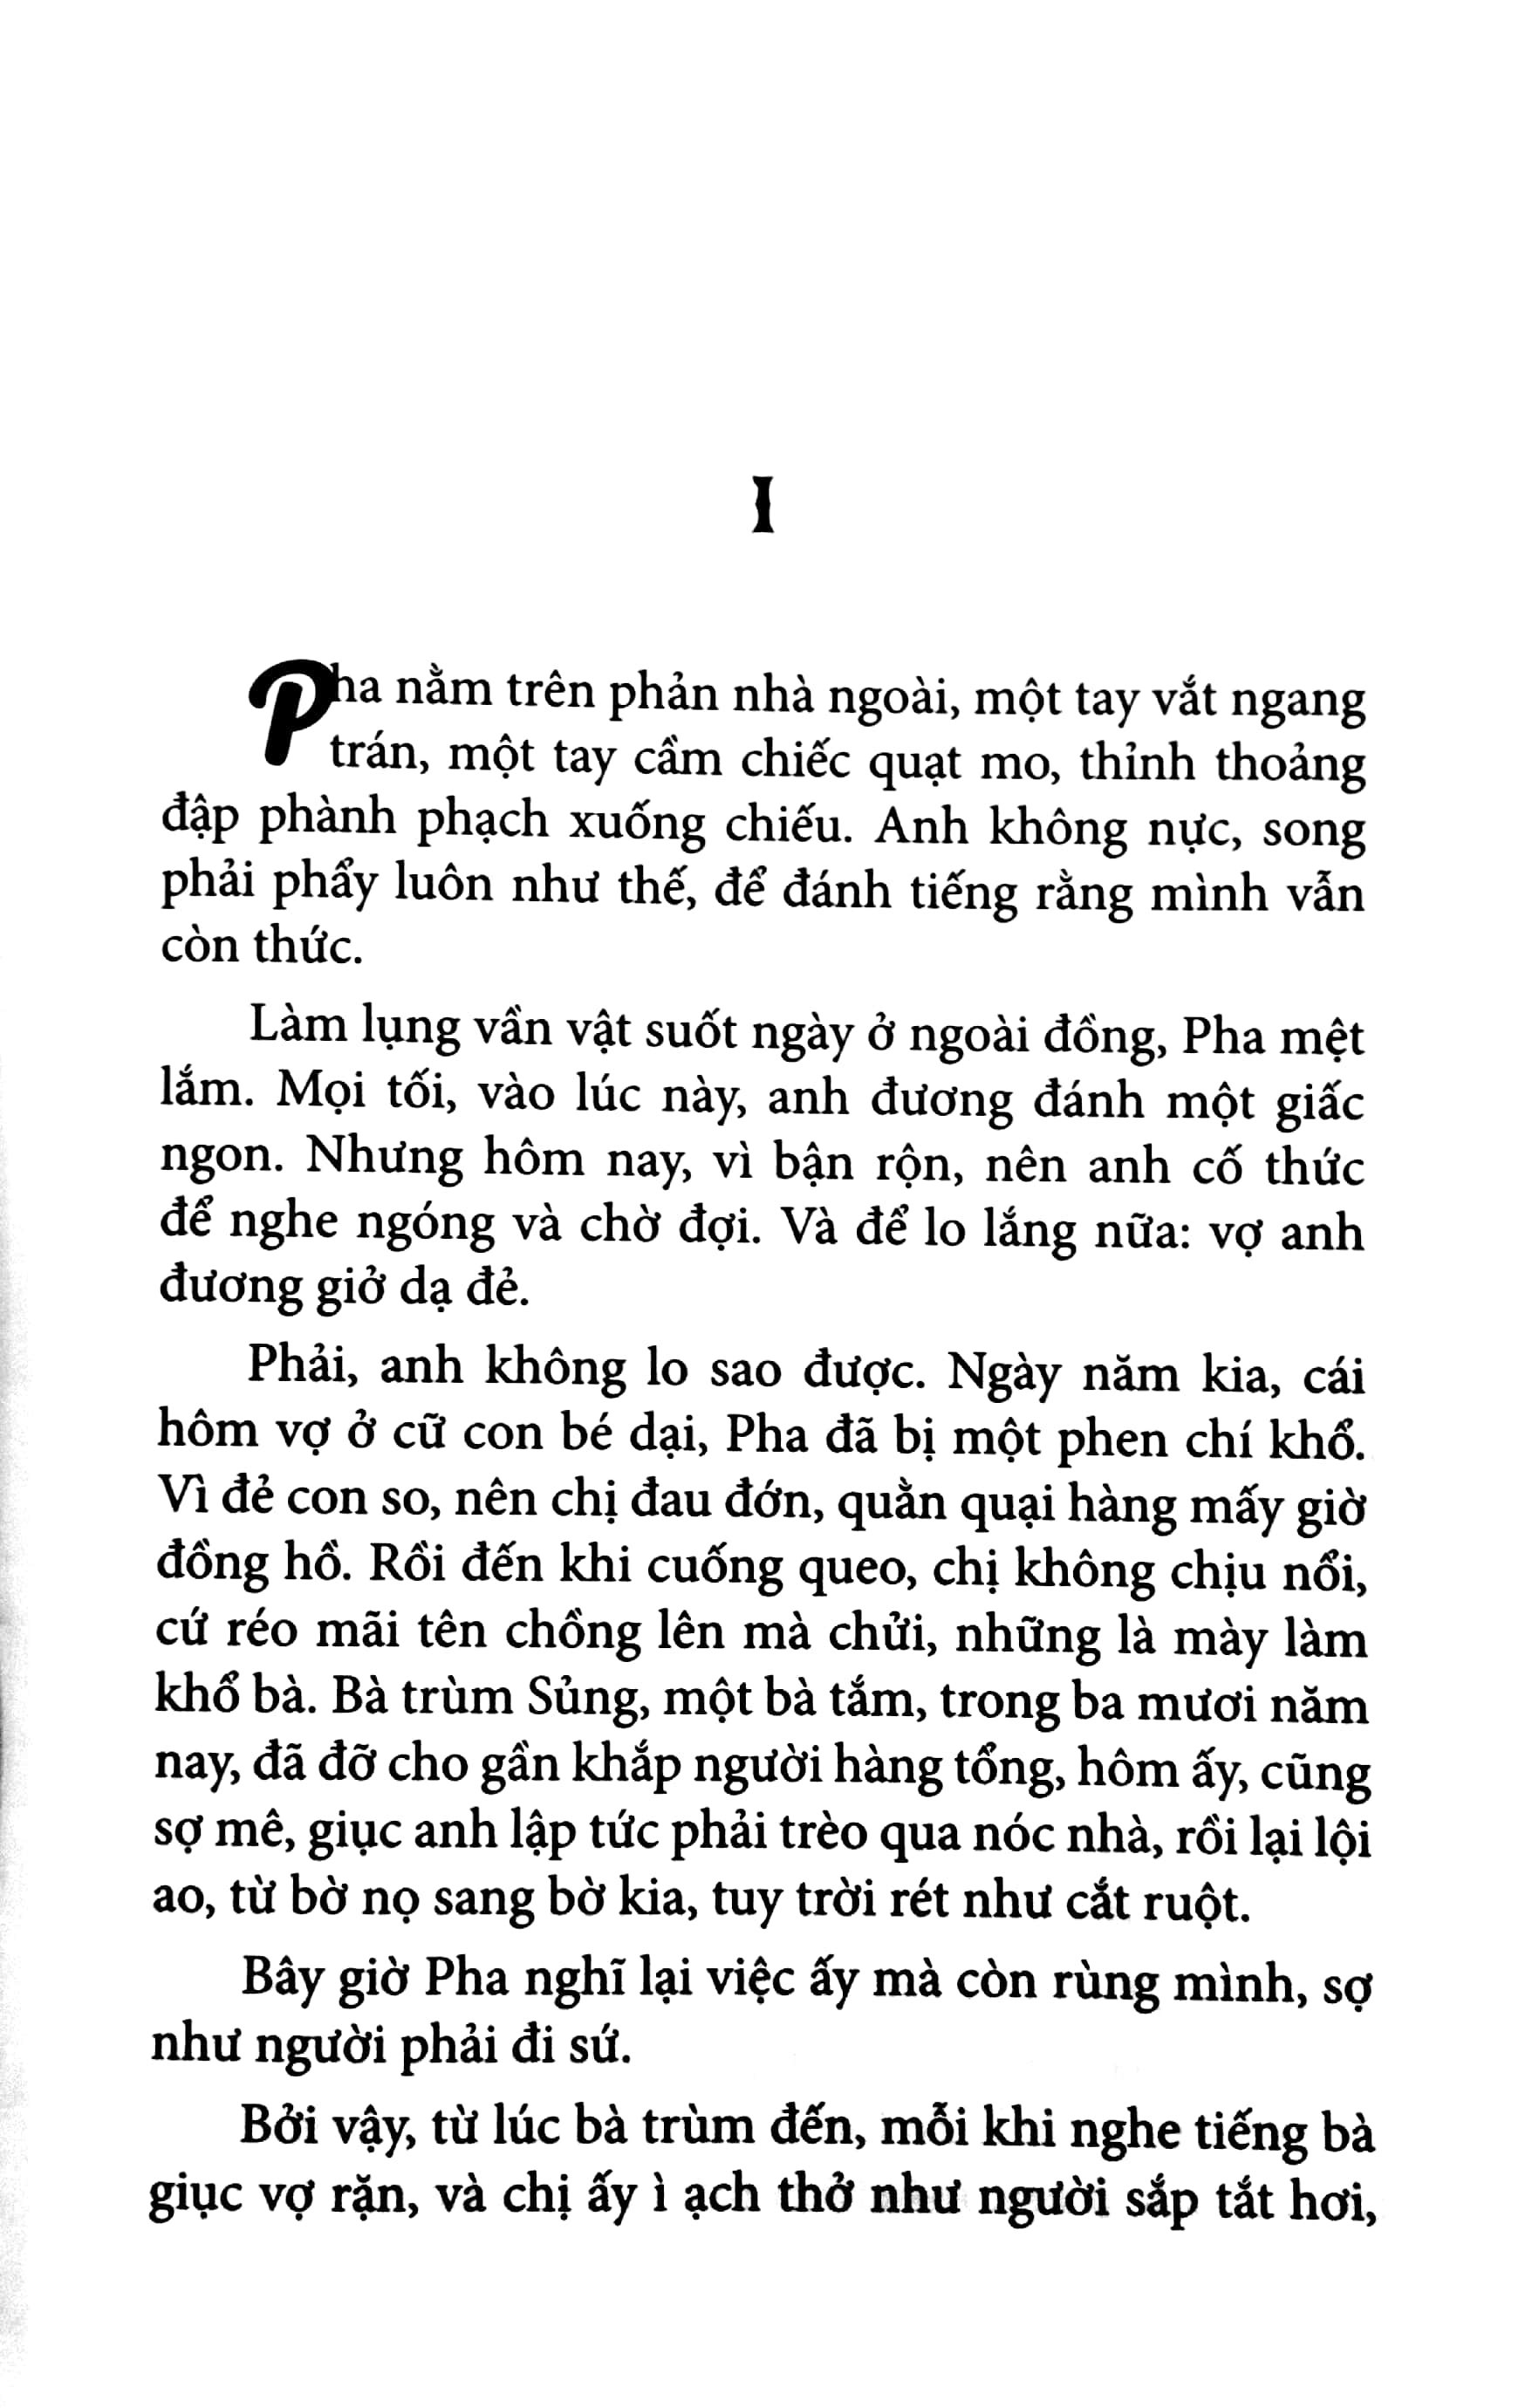 I
Pha nằm trên phản nhà ngoài, một tay vắt ngang
trán, một tay cầm chiếc quạt mo, thỉnh thoảng
đập phành phạch xuống chiếu. Anh không nực, song
phải phẩy luôn như thế, để đánh tiếng rằng mình vẫn
còn thức.
Làm lụng vần vật suốt ngày ở ngoài đồng, Pha mệt
lắm. Mọi tối, vào lúc này, anh đương đánh một giấc
ngon. Nhưng hôm nay, vì bận rộn, nên anh cố thức
để nghe ngóng và chờ đợi. Và để lo lắng nữa: vợ anh
đương giở dạ đẻ.
Phải, anh không lo sao được. Ngày năm kia, cái
hôm vợ ở cữ con bé dại, Pha đã bị một phen chí khổ.
Vì đẻ con so, nên chị đau đớn, quằn quại hàng mấy giờ
đồng hồ. Rồi đến khi cuống queo, chị không chịu nổi,
cứ réo mãi tên chồng lên mà chửi, những là mày làm
khổ bà. Bà trùm Sủng, một bà tắm, trong ba mươi năm
nay, đã đỡ cho gần khắp người hàng tổng, hôm ấy, cũng
sợ mê, giục anh lập tức phải trèo qua nóc nhà, rồi lại lội
ao, từ bờ nọ sang bờ kia, tuy trời rét như cắt ruột.
Bây giờ Pha nghĩ lại việc ấy mà còn rùng mình, sợ
như người phải đi sứ.
Bởi vậy, từ lúc bà trùm đến, mỗi khi nghe tiếng bà
giục vợ rặn, và chị ấy ì ạch thở như người sắp tắt hơi,